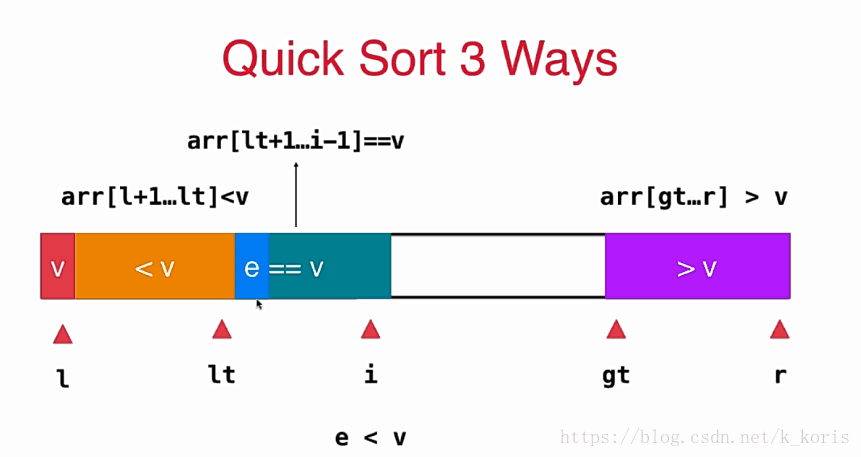 Quick Sort 3 Ways
arr[lt+1…i-1]==v
arr[l+1…lt]<v
arr[gt…r] > v
v
< v
e == v
> v
l
lt
i
gt
r
e < v
https://blog.csdn.net/k_koris